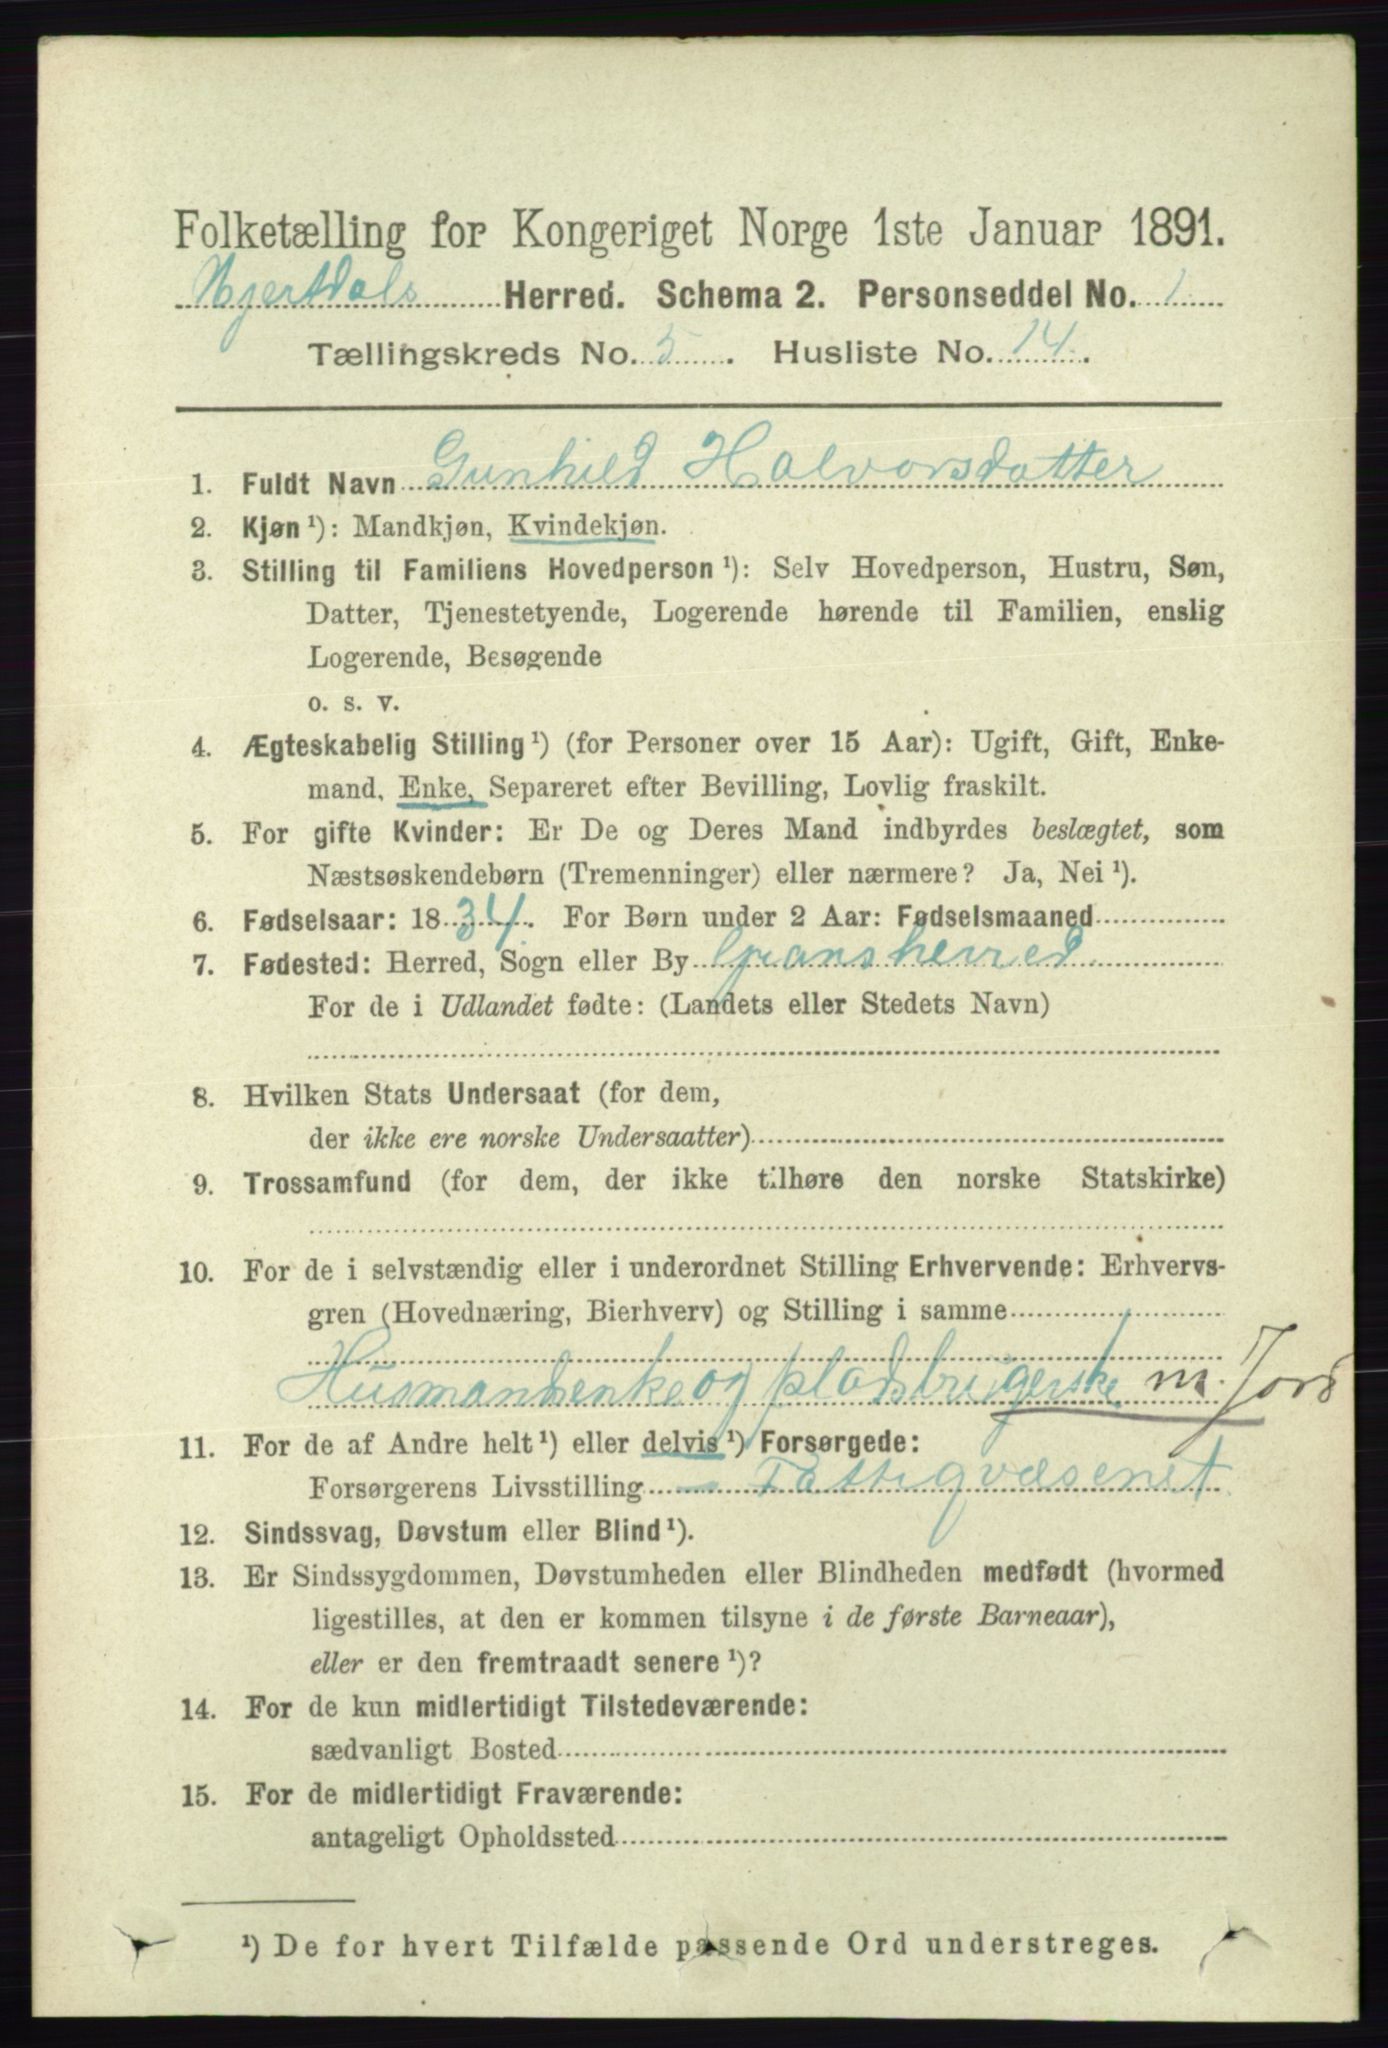 Folketælling for Kongeriget Norge 1ste Januar 1891.
Hjertdals Herred. Schema 2. Personseddel No. 1
Tællingskreds No. 5. Husliste No. 14.
1. Fuldt Navn Gunhild Halvorsdatter
2. Kjøn ¹): Mandkjøn, Kvindekjøn.
3. Stilling til Familiens Hovedperson ¹): Selv Hovedperson, Hustru, Søn,
Datter, Tjenestetyende, Logerende hørende til Familien, enslig
Logerende, Besøgende
o. s. v.
4. Ægteskabelig Stilling ¹) (for Personer over 15 Aar): Ugift, Gift, Enke-
mand, Enke, Separeret efter Bevilling, Lovlig fraskilt.
5. For gifte Kvinder: Er De og Deres Mand indbyrdes beslægtet, som
Næstsøskendebørn (Tremenninger) eller nærmere? Ja, Nei ¹).
6. Fødselsaar: 1834. For Børn under 2 Aar: Fødselsmaaned
7. Fødested: Herred, Sogn eller By Gransherred
For de i Udlandet fødte: (Landets eller Stedets Navn)
8. Hvilken Stats Undersaat (for dem,
der ikke ere norske Undersaatter)
9. Trossamfund (for dem, der ikke tilhøre den norske Statskirke)
10. For de i selvstændig eller i underordnet Stilling Erhvervende: Erhvervs-
gren (Hovednæring, Bierhverv) og Stilling i samme
Husmandsenke og pladsbrugerske m. Jord
11. For de af Andre helt ¹) eller delvis ¹) Forsørgede:
Forsørgerens Livsstilling - Fattigvæsenet
12. Sindssvag, Døvstum eller Blind ¹).
13. Er Sindssygdommen, Døvstumheden eller Blindheden medfødt (hvormed
ligestilles, at den er kommen tilsyne i de første Barneaar),
eller er den fremtraadt senere ¹)?
14. For de kun midlertidigt Tilstedeværende:
sædvanligt Bosted
15. For de midlertidigt Fraværende:
antageligt Opholdssted
¹) De for hvert Tilfælde passende Ord understreges.